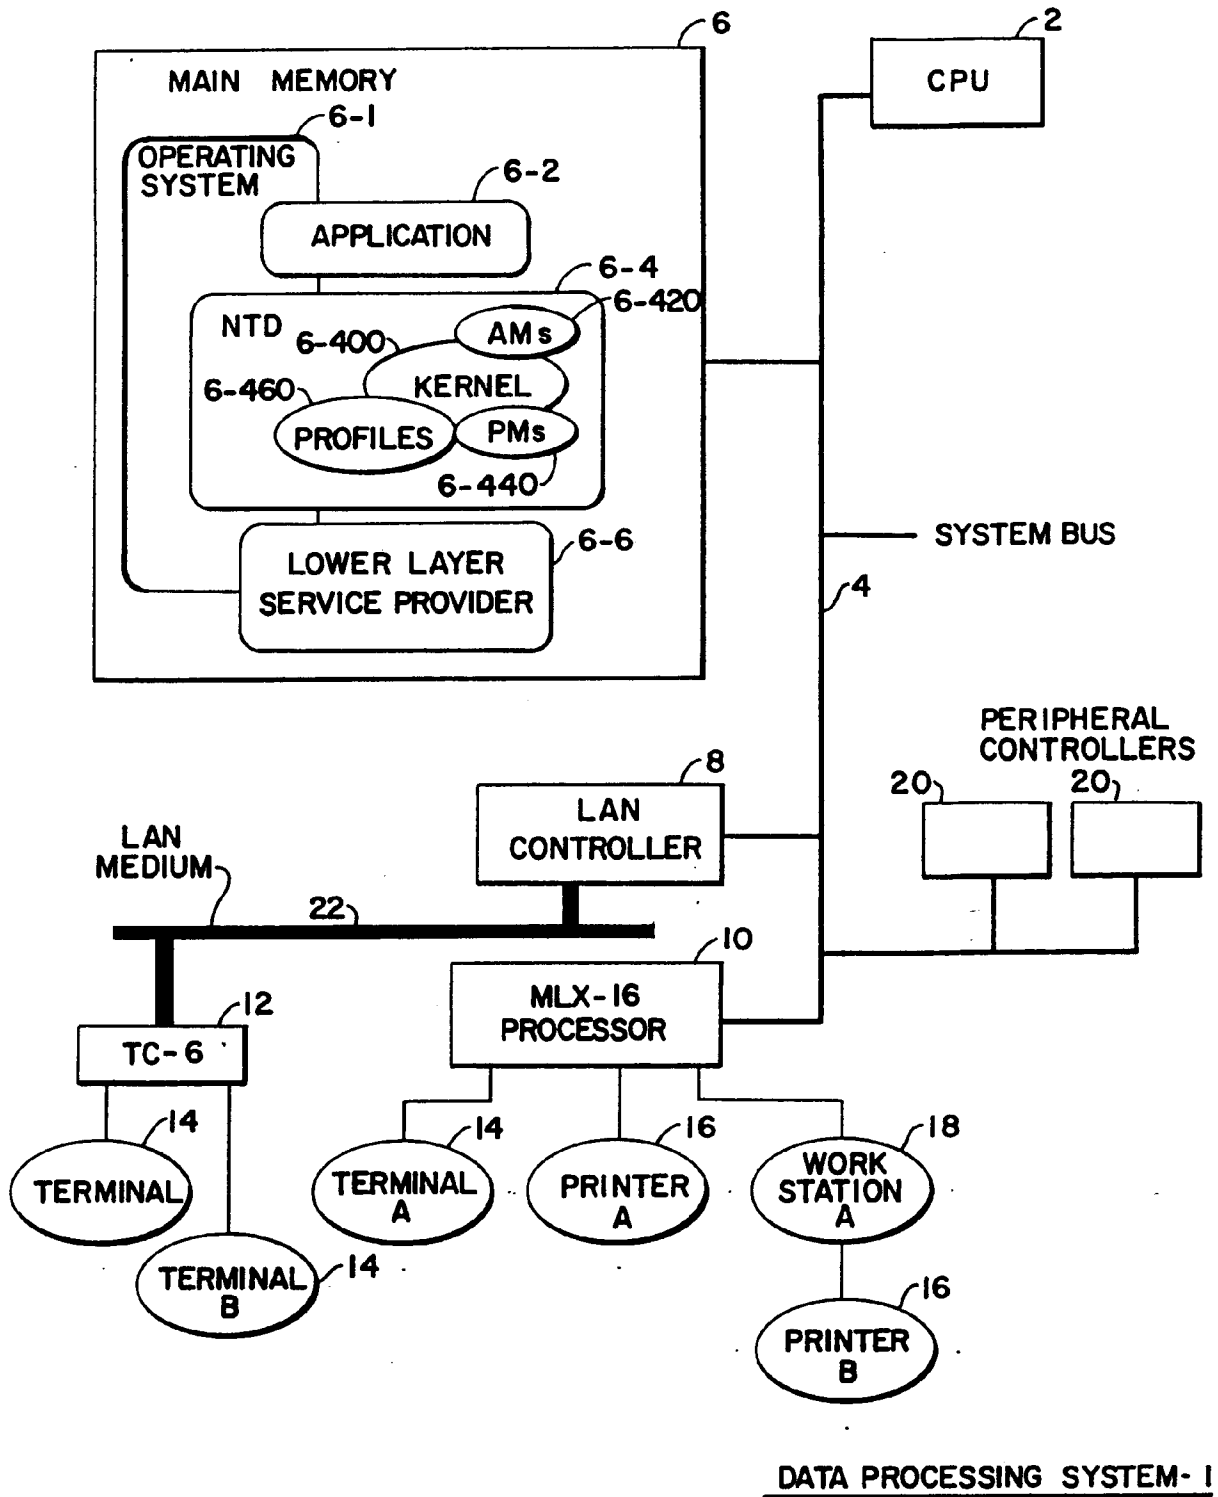 6
2
MAIN MEMORY
CPU
6-1
OPERATING
SYSTEM
6-2
APPLICATION
6-4
6-420
NTD
AMs
6-400
KERNEL
6-460
PROFILES
PMs
6-440
6-6
LOWER LAYER
SERVICE PROVIDER
SYSTEM BUS
4
PERIPHERAL
CONTROLLERS
20
20
8
LAN
CONTROLLER
LAN
MEDIUM
22
10
MLX-16
PROCESSOR
12
TC-6
14
TERMINAL
14
TERMINAL
A
16
PRINTER
A
18
WORK
STATION
A
14
TERMINAL
B
16
PRINTER
B
DATA PROCESSING SYSTEM-1